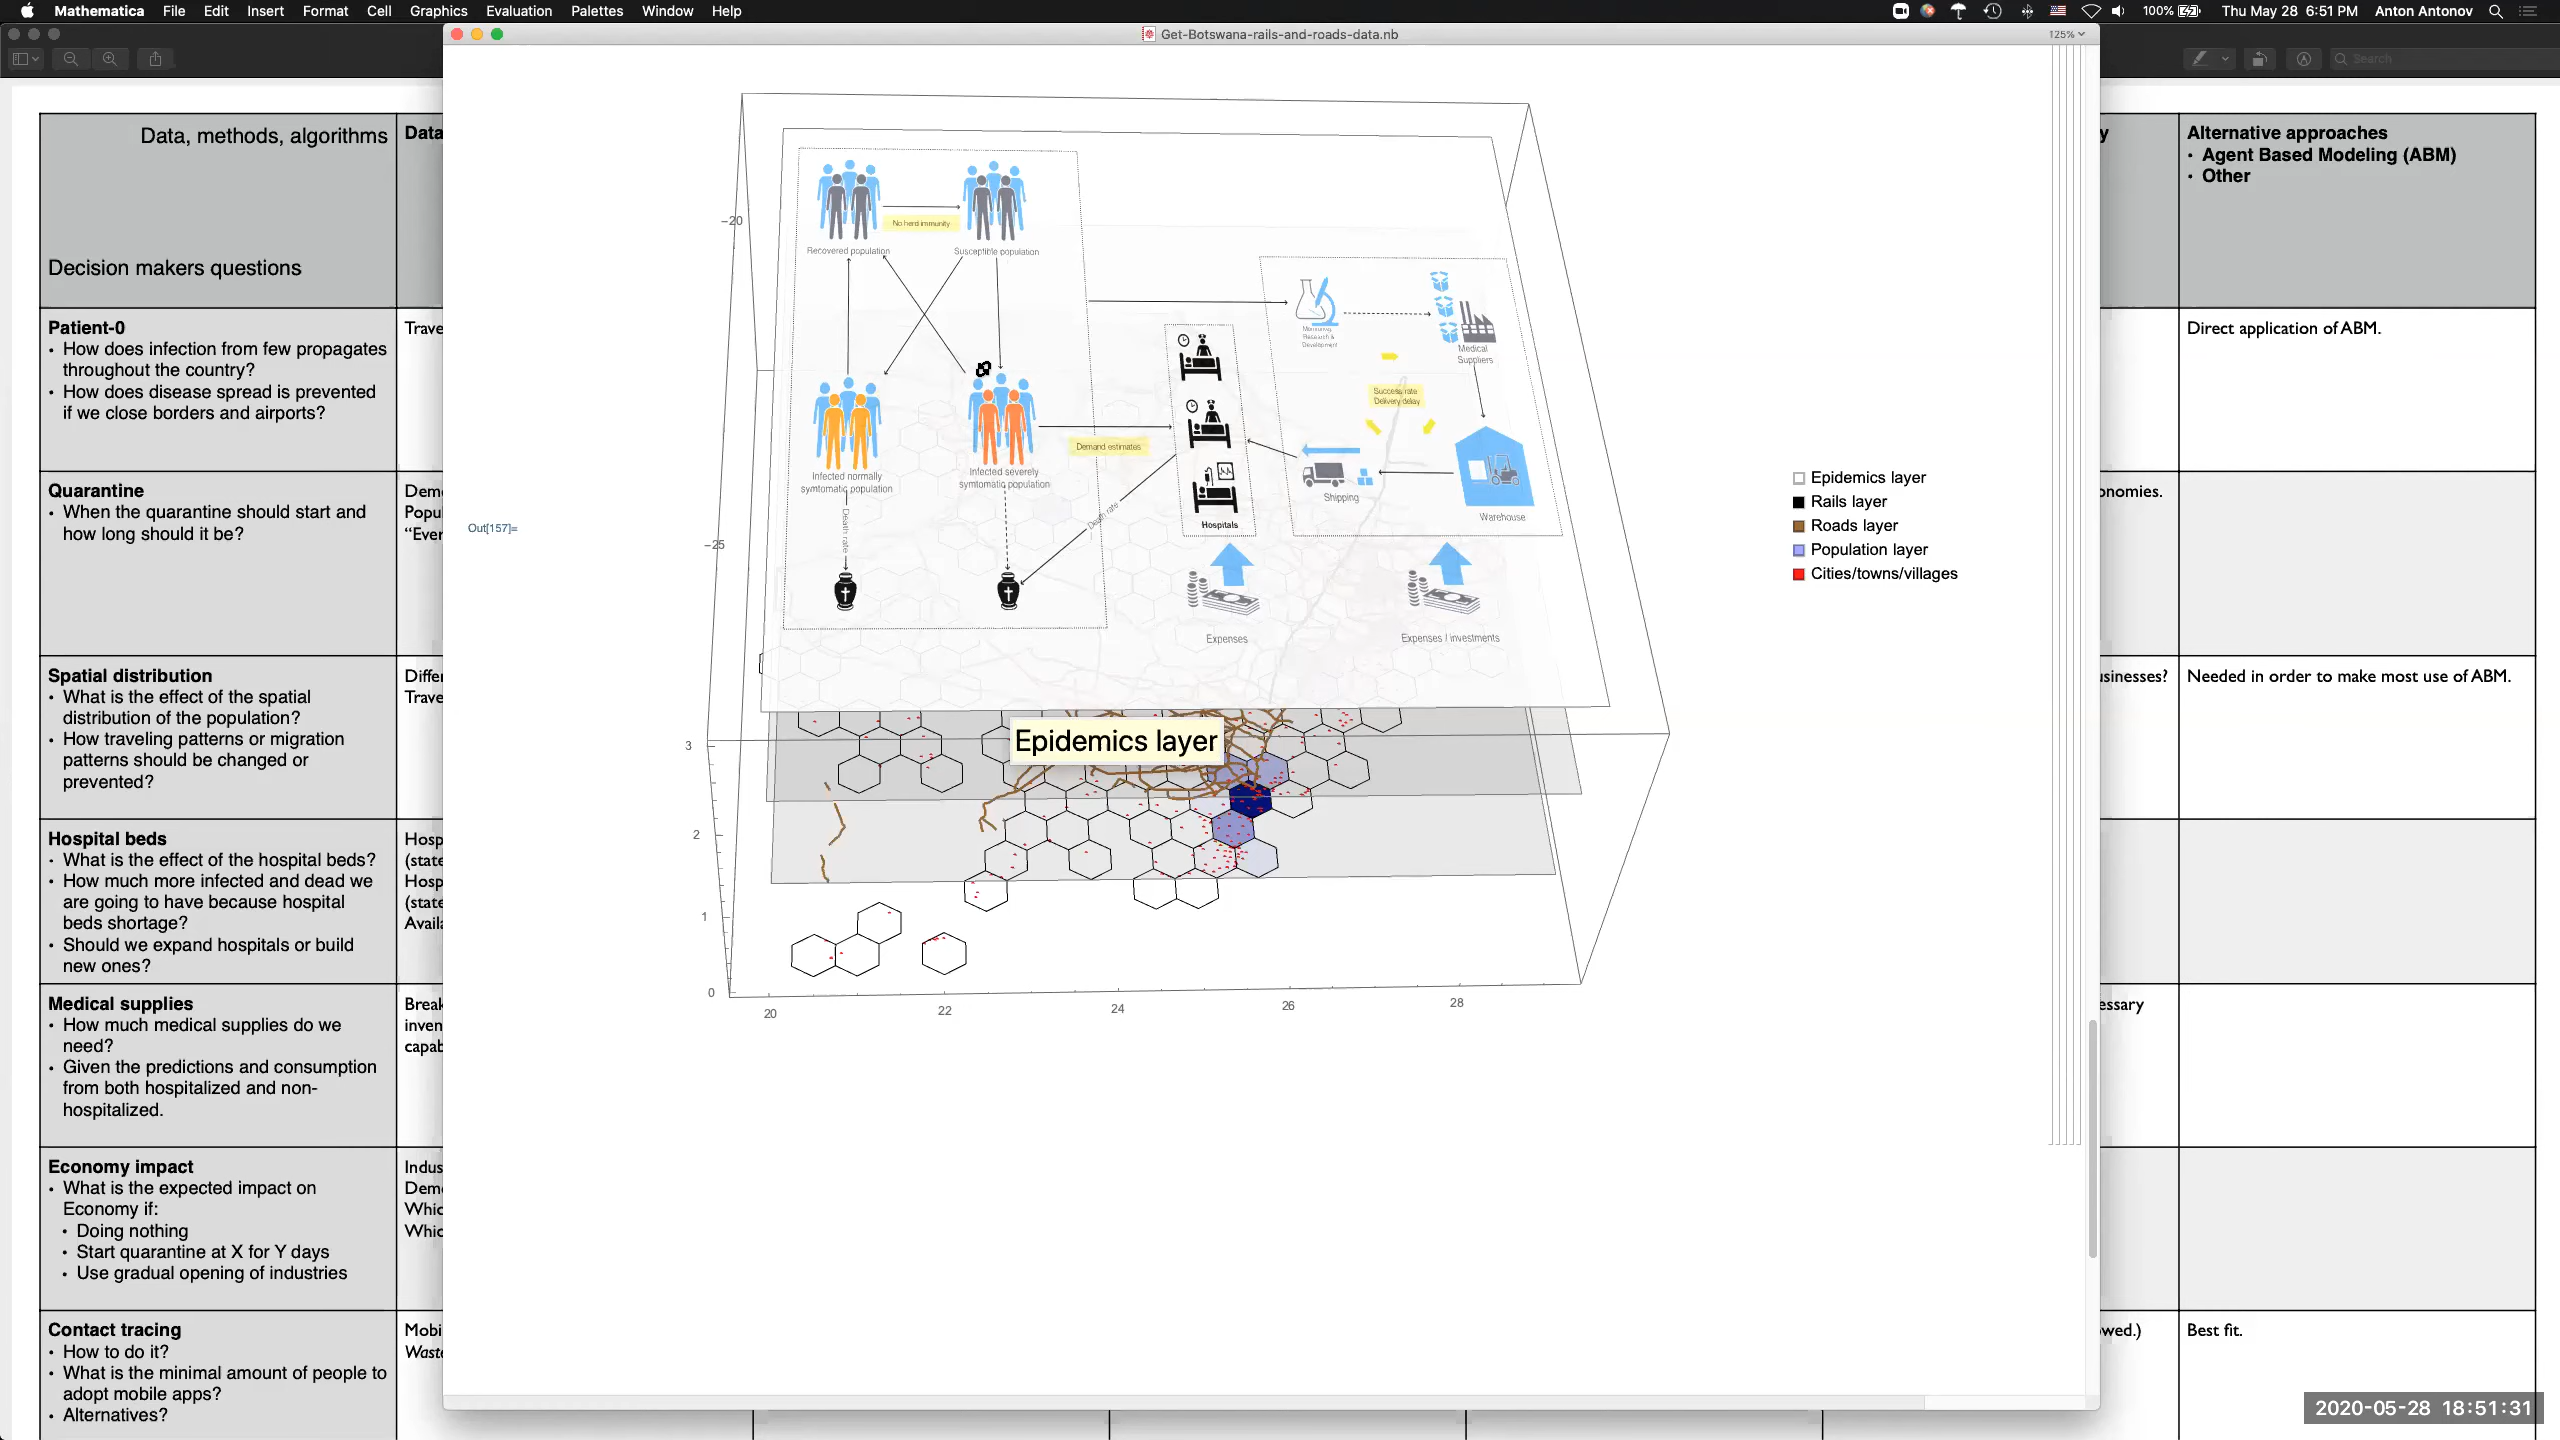 Mathematica File Edit Insert Format Cell Graphics Evaluation Palettes Window Help
100% Thu May 28 6:51 PM Anton Antonov
Get-Botswana-rails-and-roads-data.nb
125%
Search
Data, methods, algorithms
Decision makers questions
Data
y
Alternative approaches
• Agent Based Modeling (ABM)
• Other
Patient-0
• How does infection from few propagates
throughout the country?
• How does disease spread is prevented
if we close borders and airports?
Trave
Direct application of ABM.
Quarantine
• When the quarantine should start and
how long should it be?
Deme
Popul
“Ever
onomies.
Spatial distribution
• What is the effect of the spatial
distribution of the population?
• How traveling patterns or migration
patterns should be changed or
prevented?
Differ
Trave
usinesses?
Needed in order to make most use of ABM.
Hospital beds
• What is the effect of the hospital beds?
• How much more infected and dead we
are going to have because hospital
beds shortage?
• Should we expand hospitals or build
new ones?
Hosp
(state
Hosp
(state
Availa
Medical supplies
• How much medical supplies do we
need?
• Given the predictions and consumption
from both hospitalized and non-
hospitalized.
Break
inven
capab
essary
Economy impact
• What is the expected impact on
Economy if:
• Doing nothing
• Start quarantine at X for Y days
• Use gradual opening of industries
Indus
Deme
Whic
Whic
Contact tracing
• How to do it?
• What is the minimal amount of people to
adopt mobile apps?
• Alternatives?
Mobi
Waste
owed.)
Best fit.
Out[157]=
-20
-25
3
2
1
0
20
22
24
26
28
Recovered population
No herd immunity
Susceptible population
Infected normally
symtomatic population
Infected severely
symtomatic population
Death rate
Death rate
Demand estimates
Hospitals
Research &
Development
Medical
Suppliers
Success rate
Delivery delay
Shipping
Warehouse
Expenses
Expenses / investments
Epidemics layer
Epidemics layer
Rails layer
Roads layer
Population layer
Cities/towns/villages
2020-05-28 18:51:31